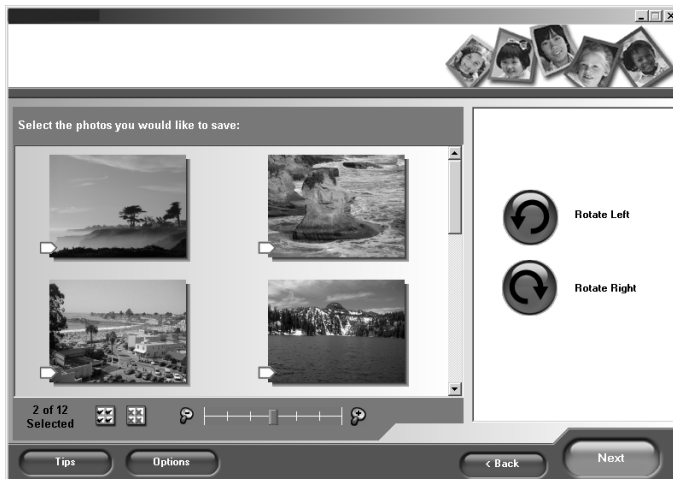 Select the photos you would like to save:
Rotate Left
Rotate Right
2 of 12
Selected
Tips
Options
< Back
Next